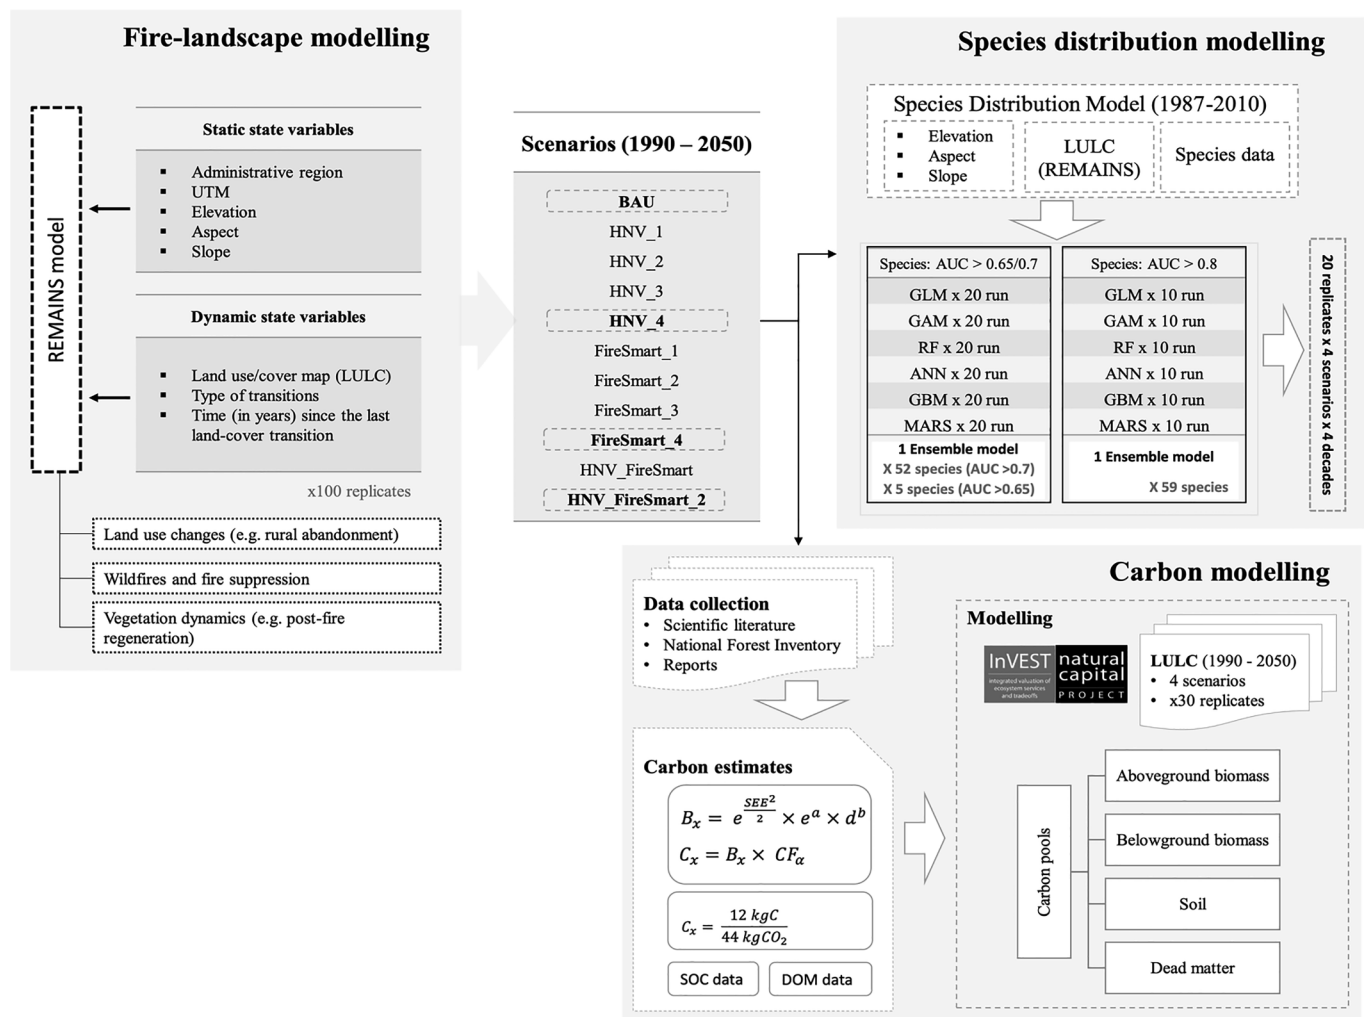 Fire-landscape modelling
REMAINS model
Static state variables
▪ Administrative region
▪ UTM
▪ Elevation
▪ Aspect
▪ Slope
Dynamic state variables
▪ Land use/cover map (LULC)
▪ Type of transitions
▪ Time (in years) since the last
land-cover transition
x100 replicates
Land use changes (e.g. rural abandonment)
Wildfires and fire suppression
Vegetation dynamics (e.g. post-fire
regeneration)
Scenarios (1990 – 2050)
BAU
HNV_1
HNV_2
HNV_3
HNV_4
FireSmart_1
FireSmart_2
FireSmart_3
FireSmart_4
HNV_FireSmart
HNV_FireSmart_2
Species distribution modelling
Species Distribution Model (1987-2010)
▪ Elevation
▪ Aspect
▪ Slope
LULC
(REMAINS)
Species data
Species: AUC > 0.65/0.7
GLM x 20 run
GAM x 20 run
RF x 20 run
ANN x 20 run
GBM x 20 run
MARS x 20 run
1 Ensemble model
X 52 species (AUC >0.7)
X 5 species (AUC >0.65)
Species: AUC > 0.8
GLM x 10 run
GAM x 10 run
RF x 10 run
ANN x 10 run
GBM x 10 run
MARS x 10 run
1 Ensemble model
X 59 species
20 replicates x 4 scenarios x 4 decades
Carbon modelling
Data collection
• Scientific literature
• National Forest Inventory
• Reports
Carbon estimates
B_x = e^(SEE²/2) × e^a × d^b
C_x = B_x × CF_α
C_x = 12 kgC / 44 kgCO₂
SOC data
DOM data
Modelling
InVEST
integrated valuation of
ecosystem services
and tradeoffs
natural
capital
PROJECT
LULC (1990 - 2050)
• 4 scenarios
• x30 replicates
Carbon pools
Aboveground biomass
Belowground biomass
Soil
Dead matter